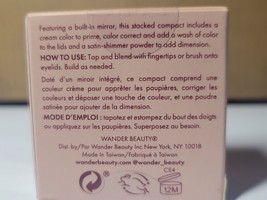 Featuring a built-in mirror, this stacked compact includes
a cream color to prime, color correct and add a wash of color
to the lids and a satin-shimmer powder to add dimension.
HOW TO USE: Tap and blend with fingertips or brush onto
eyelids. Build as needed.
Doté d'un miroir intégré, ce compact comprend une
couleur crème pour apprêter les paupières, corriger et
déposer une touche de couleur, et une poudre
satinée pour ajouter de la dimension.
MODE D'EMPLOI : tapotez et estompez du bout des doigts
ou appliquez sur les paupières. Superposez au besoin.
WANDER BEAUTY®
Dist. by/Par Wander Beauty Inc New York, NY 10018
Made in Taiwan/Fabriqué à Taïwan
wanderbeauty.com @wander_beauty
CE4
12M